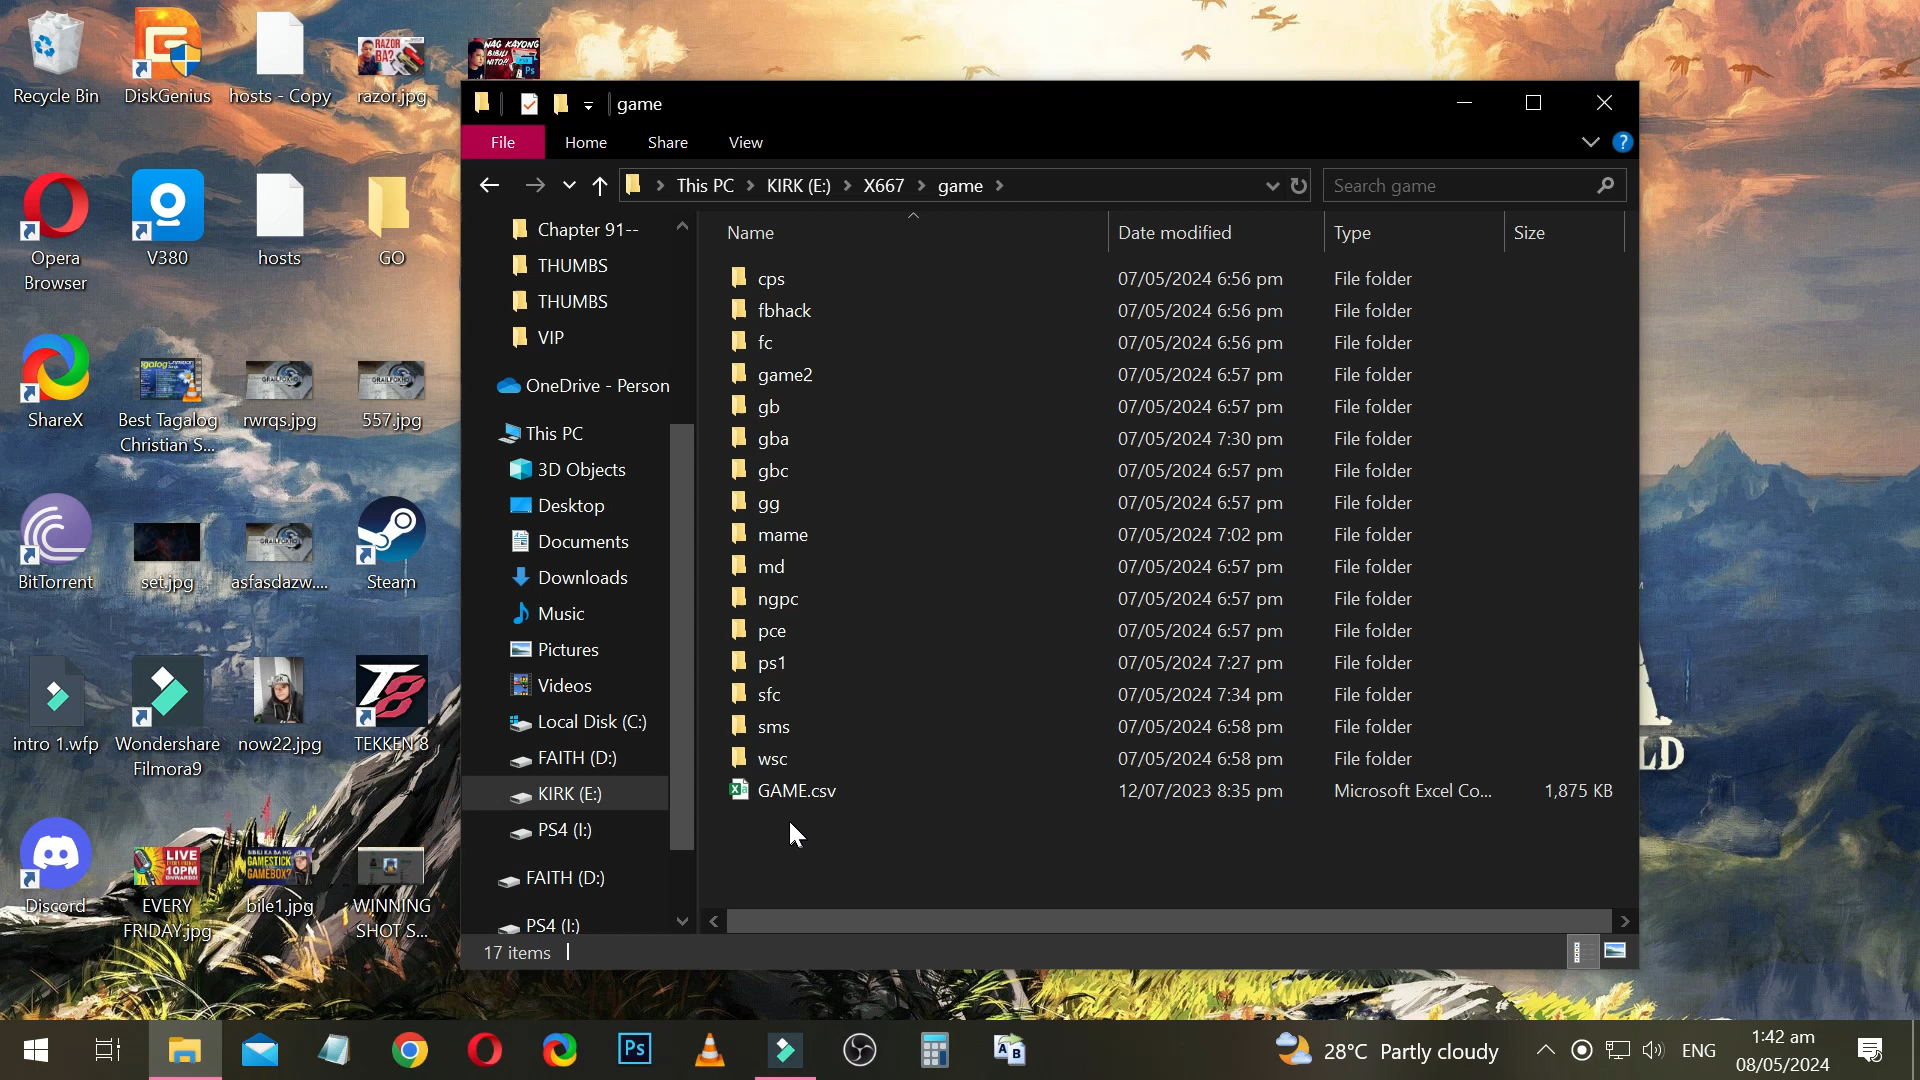 Recycle Bin
DiskGenius
hosts - Copy
razor.jpg
RAZOR
BA?
NAG KAYONG
BIBILI
NITO!!
Ps
Opera
Browser
V380
hosts
GO
ShareX
Best Tagalog
Christian S...
rwrqs.jpg
557.jpg
BitTorrent
set.jpg
asfasdazw....
Steam
intro 1.wfp
Wondershare
Filmora9
now22.jpg
TEKKEN 8
Discord
LIVE
10PM
EVERY
FRIDAY.jpg
GAMESTICK
GAMEBOX?
bile1.jpg
WINNING
SHOT S...
game
File
Home
Share
View
?
This PC
KIRK (E:)
X667
game
Search game
Chapter 91--
THUMBS
THUMBS
VIP
OneDrive - Person
This PC
3D Objects
Desktop
Documents
Downloads
Music
Pictures
Videos
Local Disk (C:)
FAITH (D:)
KIRK (E:)
PS4 (I:)
FAITH (D:)
PS4 (I:)
Name Date modified Type Size
cps 07/05/2024 6:56 pm File folder
fbhack 07/05/2024 6:56 pm File folder
fc 07/05/2024 6:56 pm File folder
game2 07/05/2024 6:57 pm File folder
gb 07/05/2024 6:57 pm File folder
gba 07/05/2024 7:30 pm File folder
gbc 07/05/2024 6:57 pm File folder
gg 07/05/2024 6:57 pm File folder
mame 07/05/2024 7:02 pm File folder
md 07/05/2024 6:57 pm File folder
ngpc 07/05/2024 6:57 pm File folder
pce 07/05/2024 6:57 pm File folder
ps1 07/05/2024 7:27 pm File folder
sfc 07/05/2024 7:34 pm File folder
sms 07/05/2024 6:58 pm File folder
wsc 07/05/2024 6:58 pm File folder
GAME.csv 12/07/2023 8:35 pm Microsoft Excel Co... 1,875 KB
17 items
LD
Ps
28°C Partly cloudy
ENG
1:42 am
08/05/2024